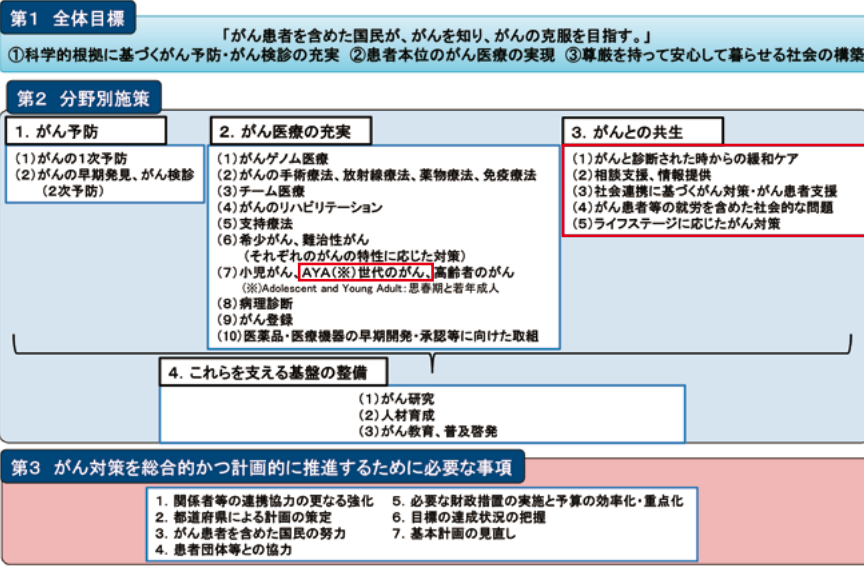 第1 全体目標
「がん患者を含めた国民が、がんを知り、がんの克服を目指す。」
①科学的根拠に基づくがん予防・がん検診の充実 ②患者本位のがん医療の実現 ③尊厳を持って安心して暮らせる社会の構築
第2 分野別施策
1. がん予防
(1)がんの1次予防
(2)がんの早期発見、がん検診
(2次予防)
2. がん医療の充実
(1)がんゲノム医療
(2)がんの手術療法、放射線療法、薬物療法、免疫療法
(3)チーム医療
(4)がんのリハビリテーション
(5)支持療法
(6)希少がん、難治性がん
(それぞれのがんの特性に応じた対策)
(7)小児がん、AYA(※)世代のがん、高齢者のがん
(※)Adolescent and Young Adult:思春期と若年成人
(8)病理診断
(9)がん登録
(10)医薬品・医療機器の早期開発・承認等に向けた取組
3. がんとの共生
(1)がんと診断された時からの緩和ケア
(2)相談支援、情報提供
(3)社会連携に基づくがん対策・がん患者支援
(4)がん患者等の就労を含めた社会的な問題
(5)ライフステージに応じたがん対策
4. これらを支える基盤の整備
(1)がん研究
(2)人材育成
(3)がん教育、普及啓発
第3 がん対策を総合的かつ計画的に推進するために必要な事項
1. 関係者等の連携協力の更なる強化
2. 都道府県による計画の策定
3. がん患者を含めた国民の努力
4. 患者団体等との協力
5. 必要な財政措置の実施と予算の効率化・重点化
6. 目標の達成状況の把握
7. 基本計画の見直し